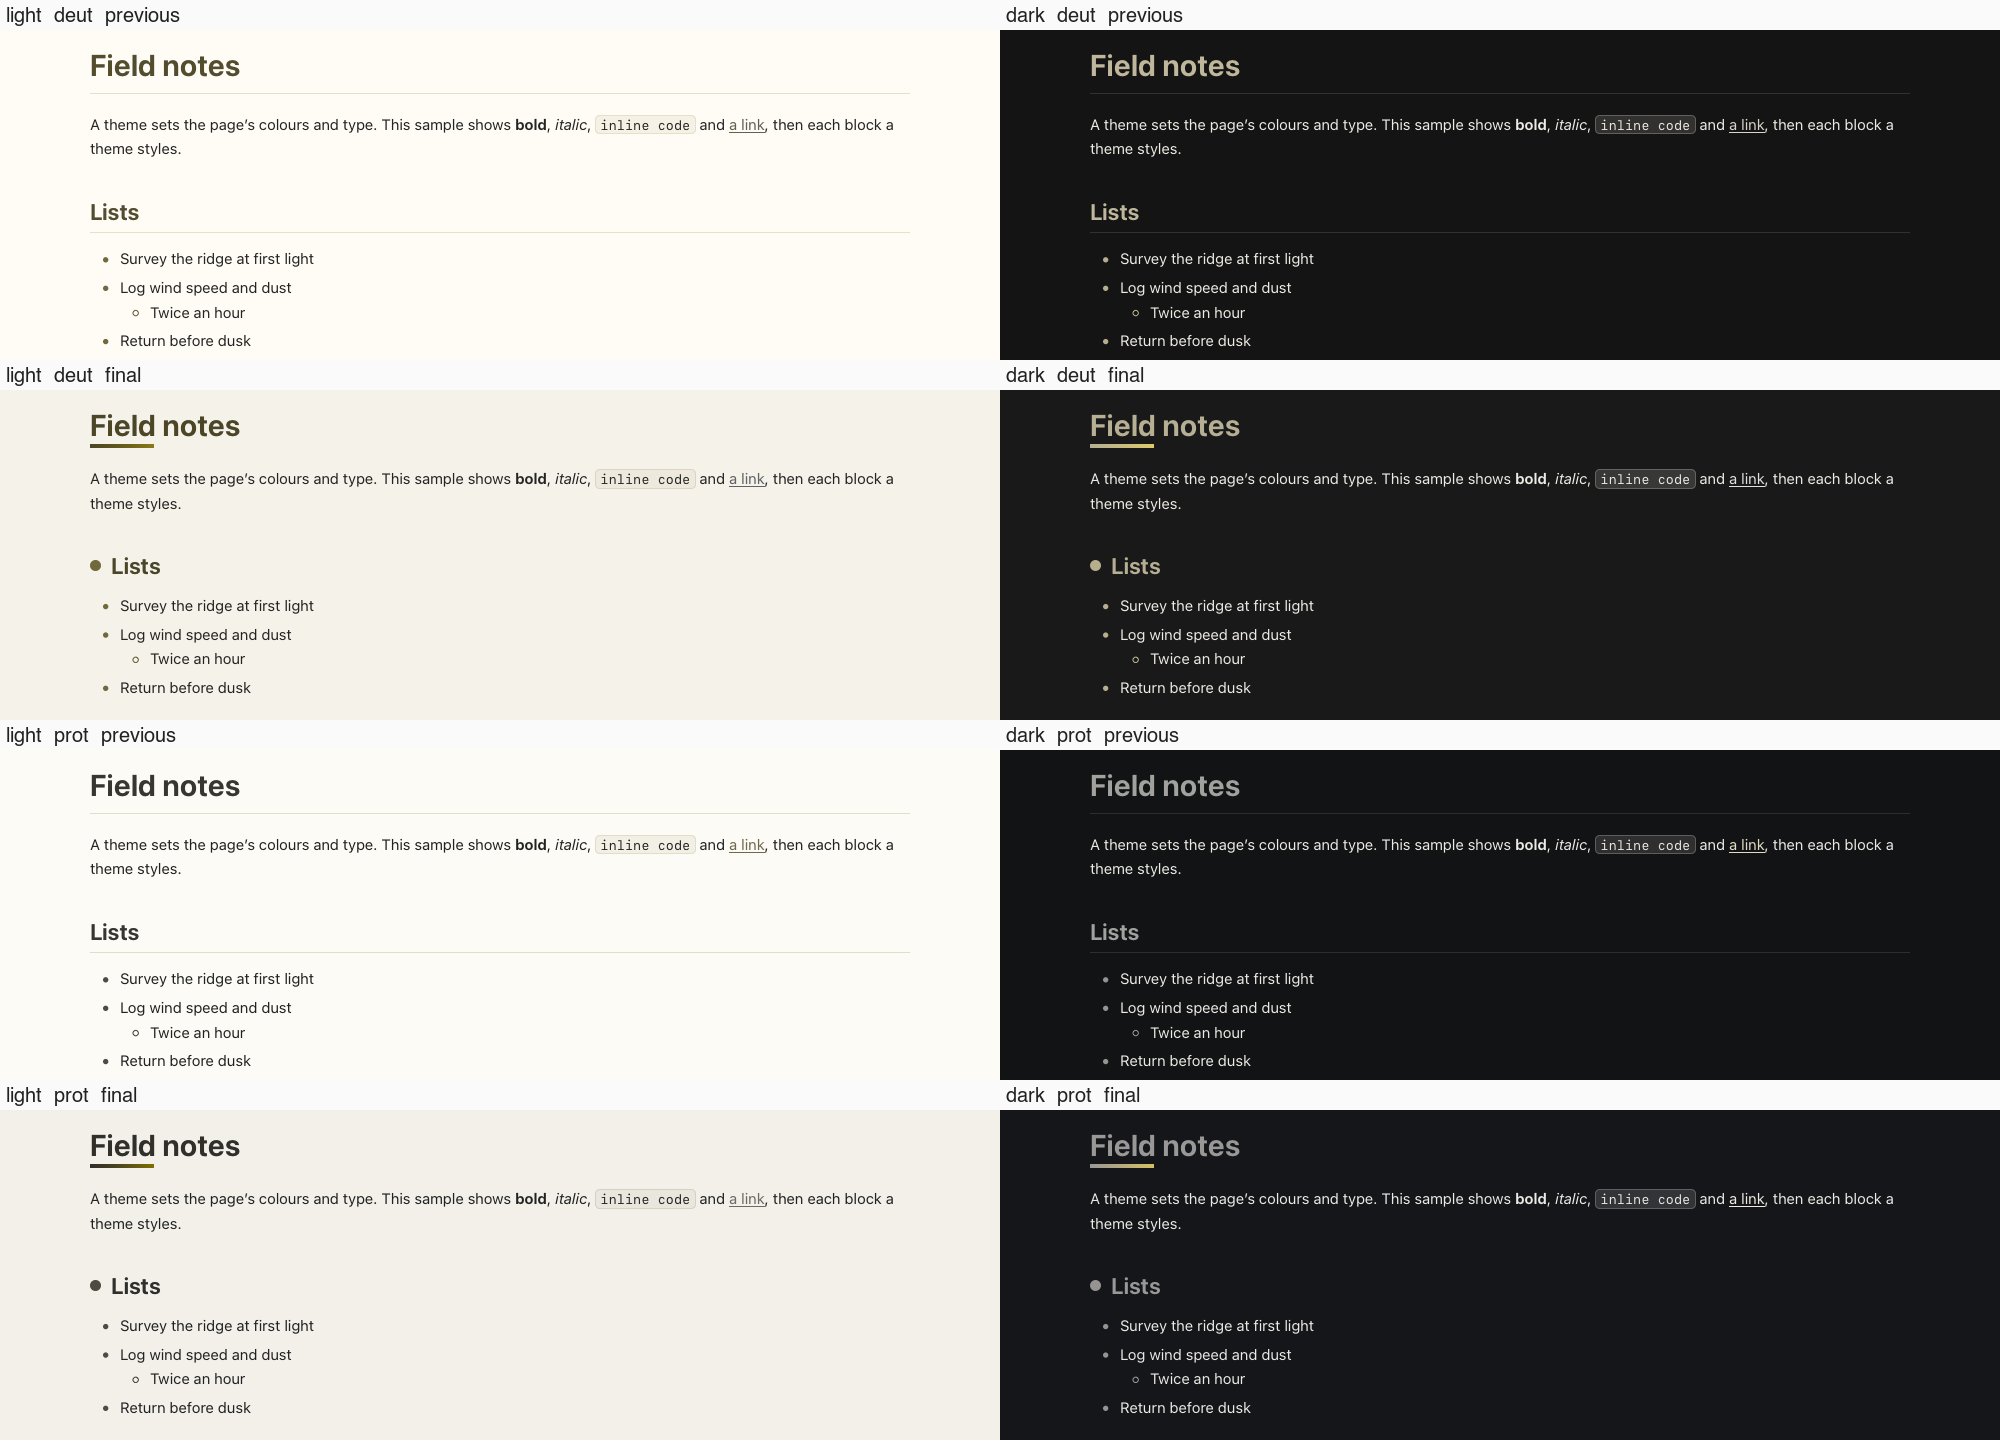 light deut previous
Field notes
A theme sets the page’s colours and type. This sample shows bold, italic, inline code and a link, then each block a
theme styles.
Lists
Survey the ridge at first light
Log wind speed and dust
Twice an hour
Return before dusk
dark deut previous
Field notes
A theme sets the page’s colours and type. This sample shows bold, italic, inline code and a link, then each block a
theme styles.
Lists
Survey the ridge at first light
Log wind speed and dust
Twice an hour
Return before dusk
light deut final
Field notes
A theme sets the page’s colours and type. This sample shows bold, italic, inline code and a link, then each block a
theme styles.
Lists
Survey the ridge at first light
Log wind speed and dust
Twice an hour
Return before dusk
dark deut final
Field notes
A theme sets the page’s colours and type. This sample shows bold, italic, inline code and a link, then each block a
theme styles.
Lists
Survey the ridge at first light
Log wind speed and dust
Twice an hour
Return before dusk
light prot previous
Field notes
A theme sets the page’s colours and type. This sample shows bold, italic, inline code and a link, then each block a
theme styles.
Lists
Survey the ridge at first light
Log wind speed and dust
Twice an hour
Return before dusk
dark prot previous
Field notes
A theme sets the page’s colours and type. This sample shows bold, italic, inline code and a link, then each block a
theme styles.
Lists
Survey the ridge at first light
Log wind speed and dust
Twice an hour
Return before dusk
light prot final
Field notes
A theme sets the page’s colours and type. This sample shows bold, italic, inline code and a link, then each block a
theme styles.
Lists
Survey the ridge at first light
Log wind speed and dust
Twice an hour
Return before dusk
dark prot final
Field notes
A theme sets the page’s colours and type. This sample shows bold, italic, inline code and a link, then each block a
theme styles.
Lists
Survey the ridge at first light
Log wind speed and dust
Twice an hour
Return before dusk